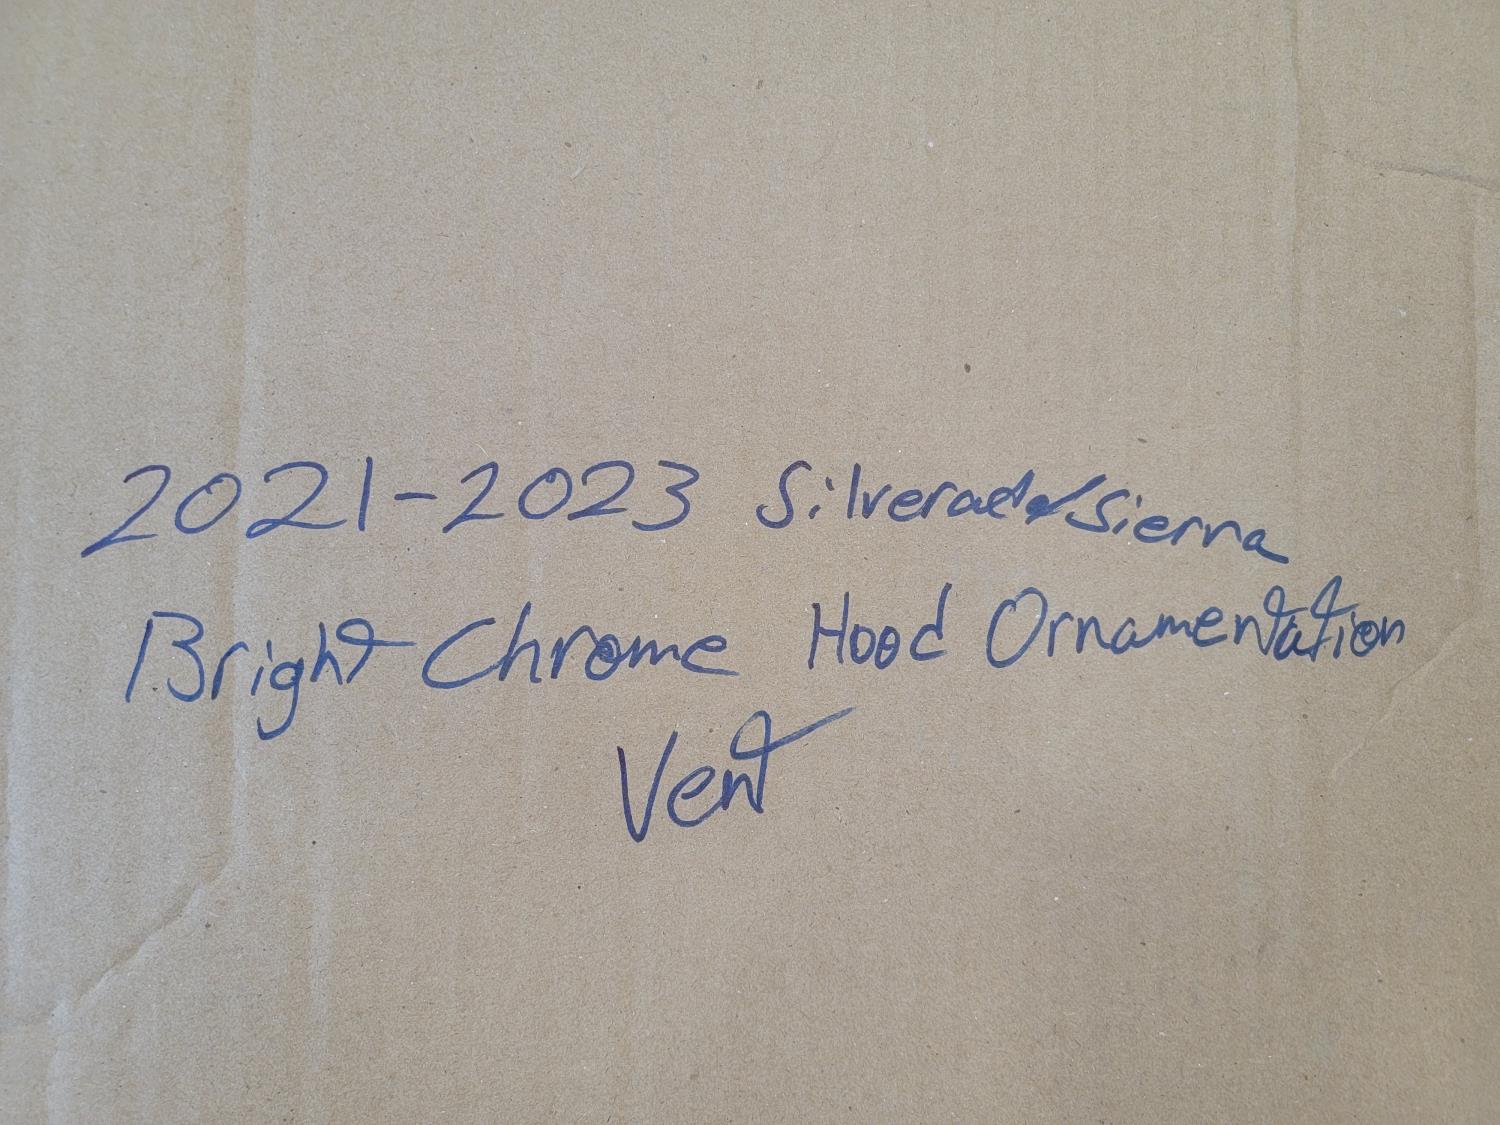 2021-2023 Silverado/Sierra
Bright Chrome Hood Ornamentation
Vent